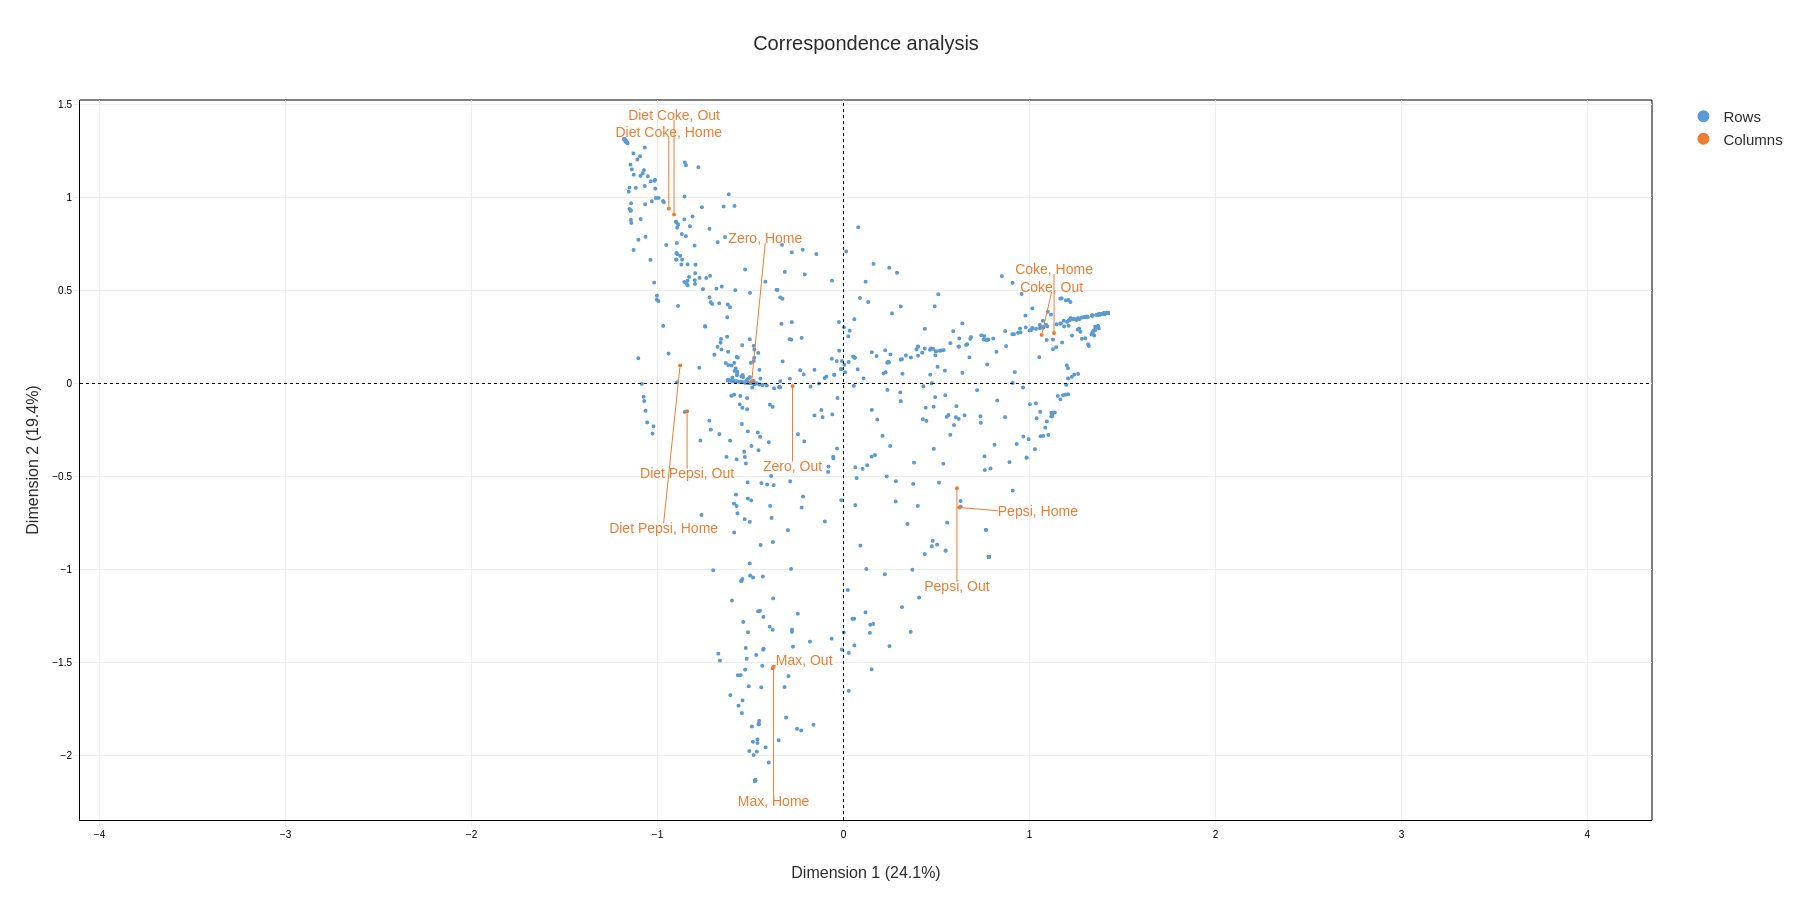 Correspondence analysis
Rows
Columns
Diet Coke, Out
Diet Coke, Home
Zero, Home
Coke, Home
Coke, Out
Diet Pepsi, Out
Zero, Out
Diet Pepsi, Home
Pepsi, Home
Pepsi, Out
Max, Out
Max, Home
1.5
1
0.5
0
−0.5
−1
−1.5
−2
−4
−3
−2
−1
0
1
2
3
4
Dimension 2 (19.4%)
Dimension 1 (24.1%)